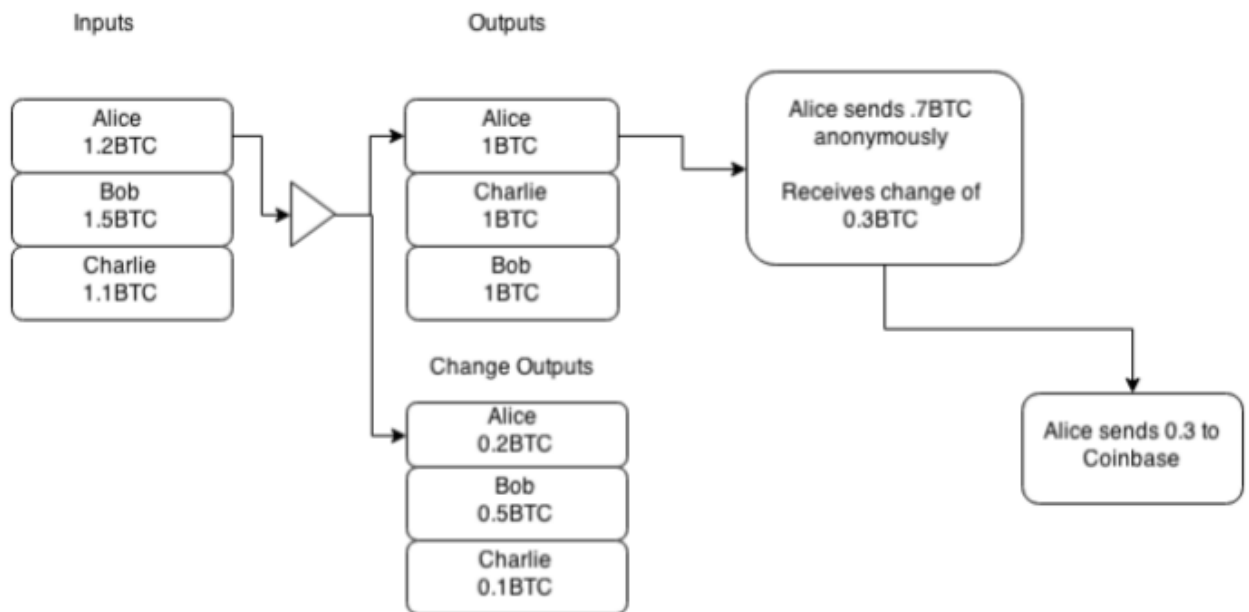 Inputs
Outputs
Alice
1.2BTC
Bob
1.5BTC
Charlie
1.1BTC
Alice
1BTC
Charlie
1BTC
Bob
1BTC
Change Outputs
Alice
0.2BTC
Bob
0.5BTC
Charlie
0.1BTC
Alice sends .7BTC
anonymously
Receives change of
0.3BTC
Alice sends 0.3 to
Coinbase